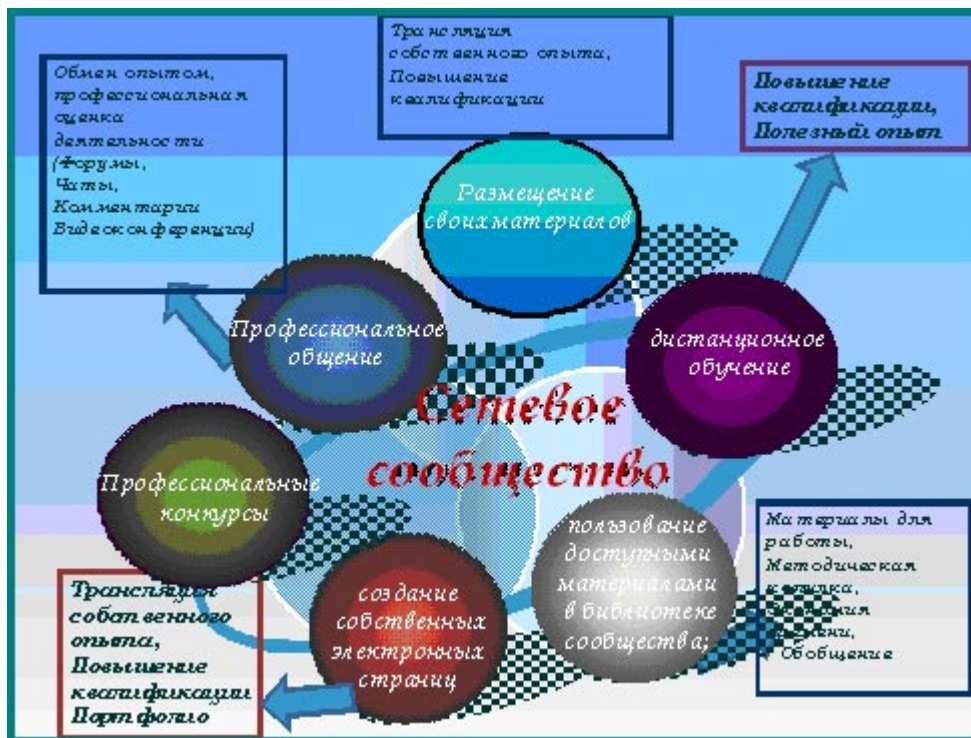 Трансляция
собственного опыта,
Повышение
квалификации
Обмен опытом,
профессиональная
оценка
деятельности
(Форумы,
Чаты,
Комментарии
Видеоконференции)
Повышение
квалификации,
Полезный опыт
Размещение
своих материалов
Профессиональное
общение
дистанционное
обучение
Сетевое
сообщество
Профессиональные
конкурсы
пользование
доступными
материалами
в библиотеке
сообщества;
Материалы для
работы,
Методическая
Обобщение
создание
собственных
электронных
страниц
Трансляция
собственного
опыта,
Повышение
квалификации
Портфолио